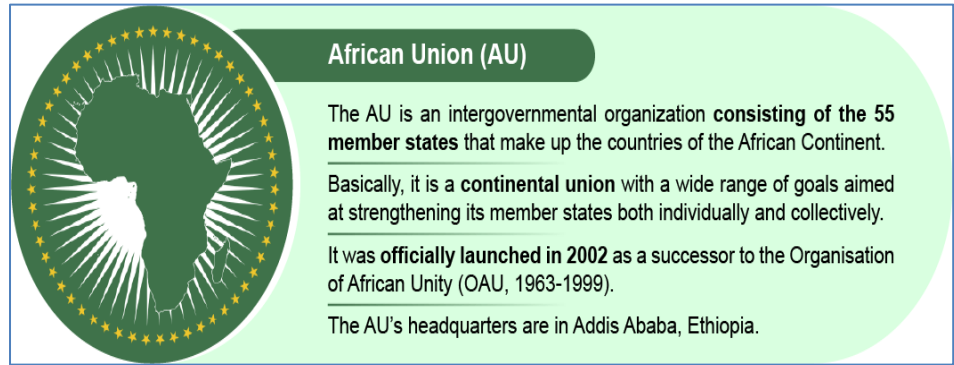 African Union (AU)
The AU is an intergovernmental organization consisting of the 55
member states that make up the countries of the African Continent.
Basically, it is a continental union with a wide range of goals aimed
at strengthening its member states both individually and collectively.
It was officially launched in 2002 as a successor to the Organisation
of African Unity (OAU, 1963-1999).
The AU’s headquarters are in Addis Ababa, Ethiopia.